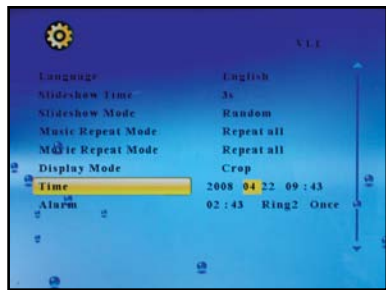 Language English
Slideshow Time 3s
Slideshow Mode Random
Music Repeat Mode Repeat all
Movie Repeat Mode Repeat all
Display Mode Crop
Time 2008 04 22 09 : 43
Alarm 02 : 43 Ring2 Once